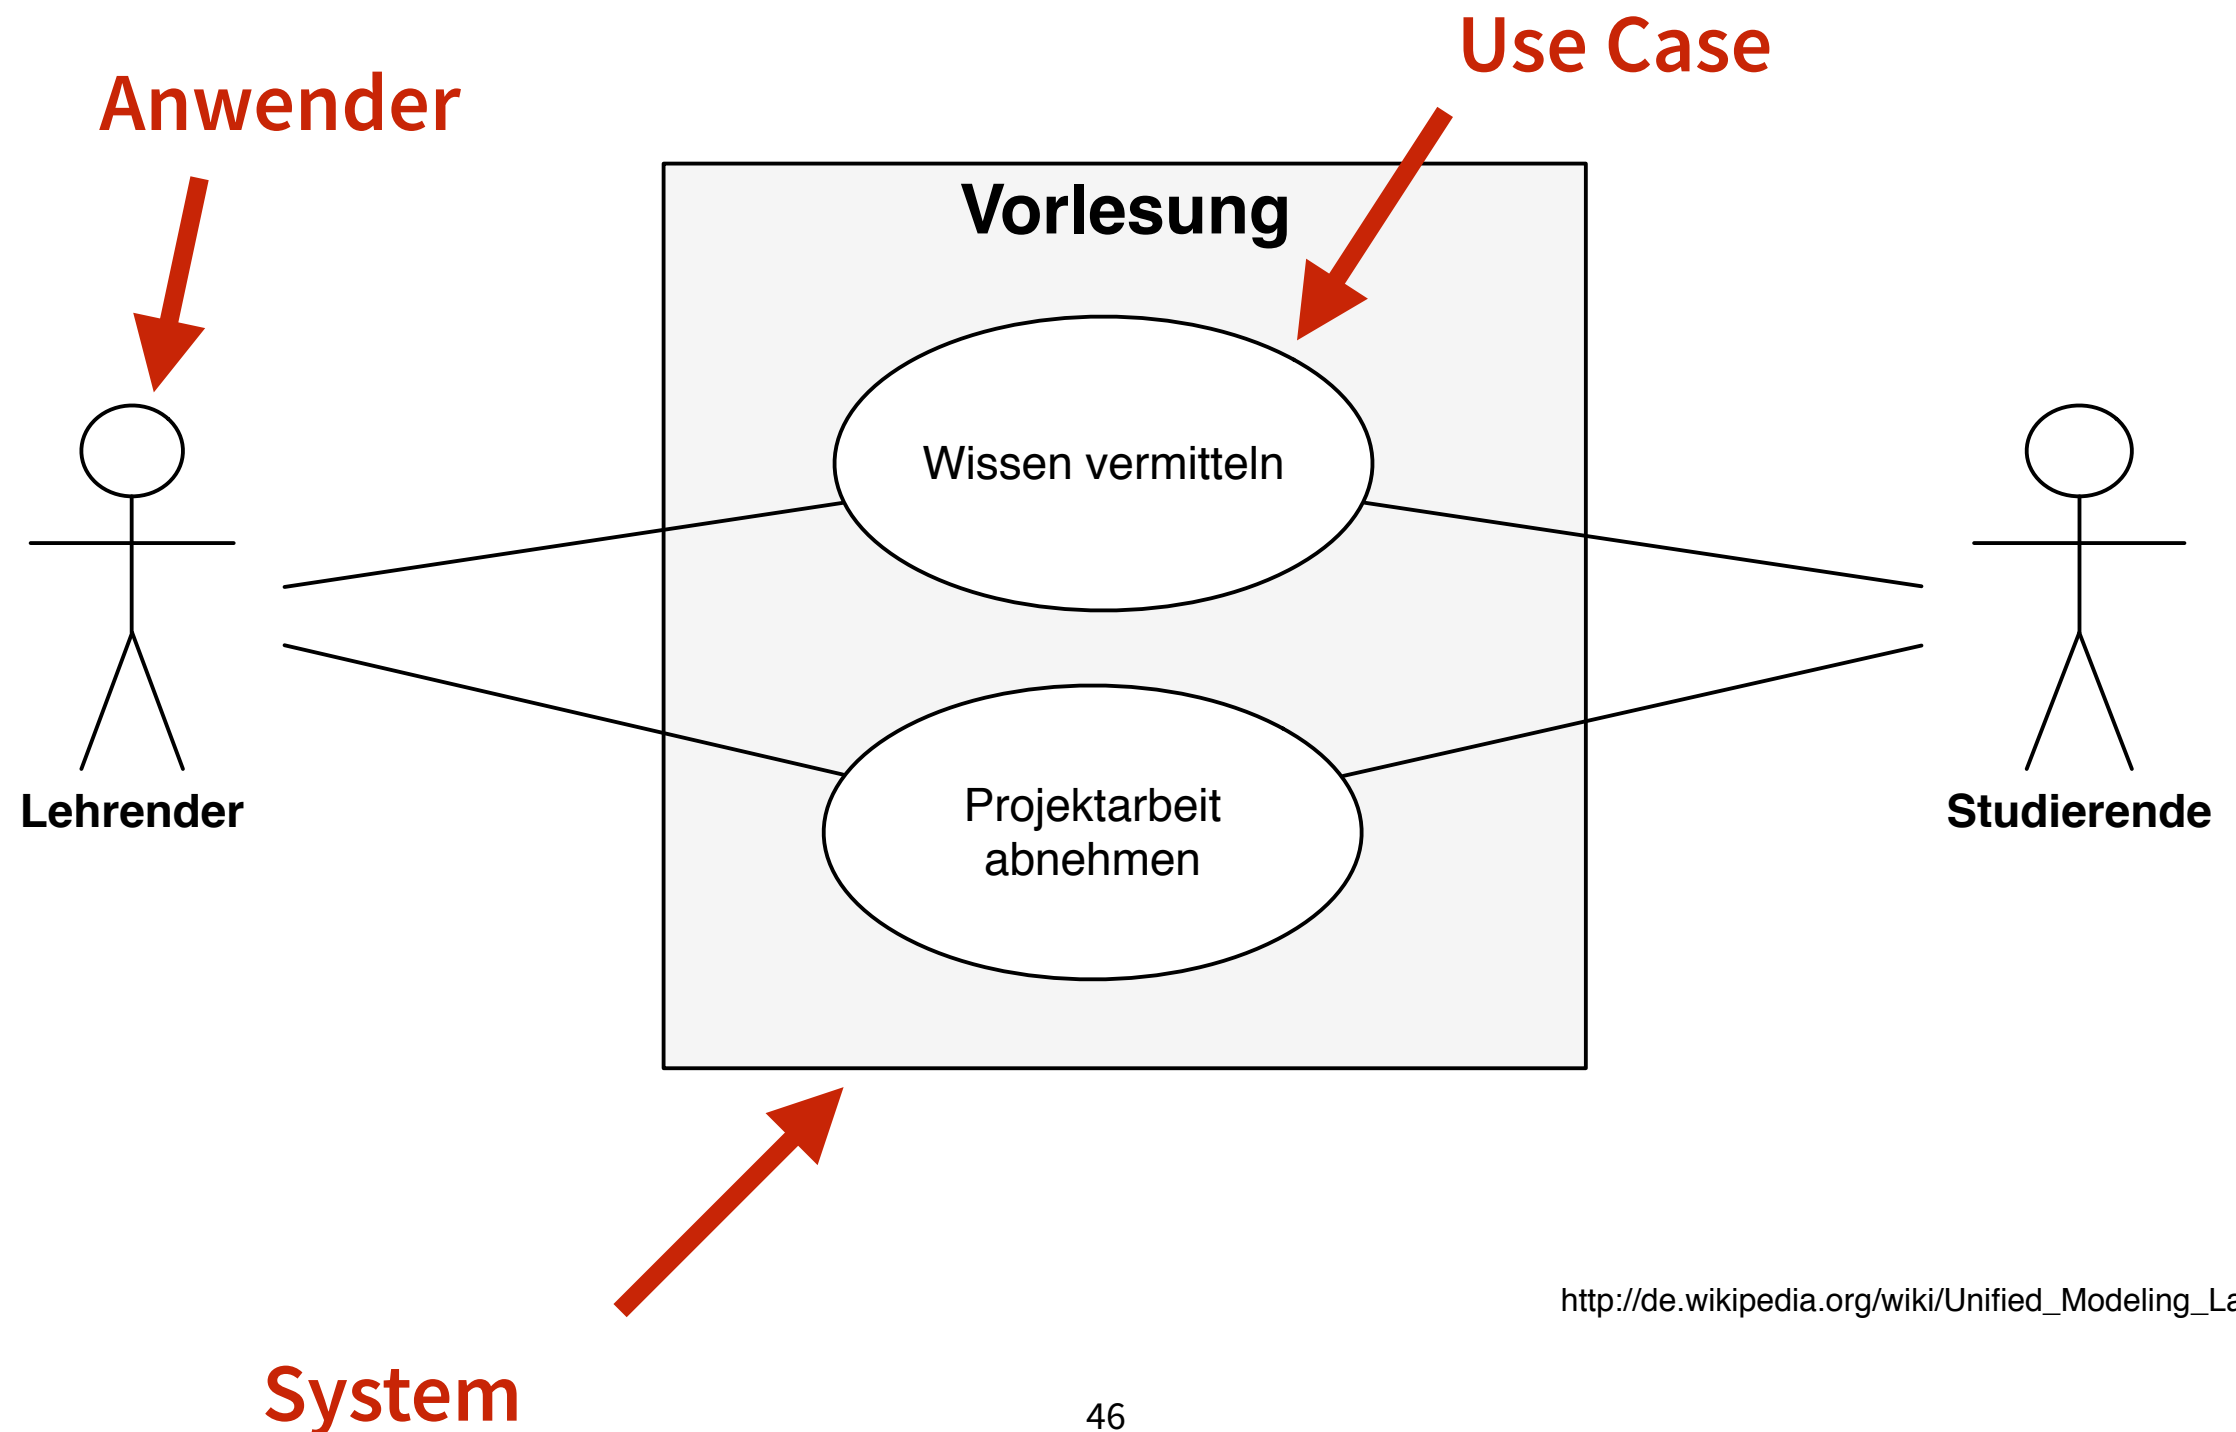 Use Case
Anwender
Vorlesung
Wissen vermitteln
Projektarbeit
abnehmen
Lehrender
Studierende
http://de.wikipedia.org/wiki/Unified_Modeling_La
System
46